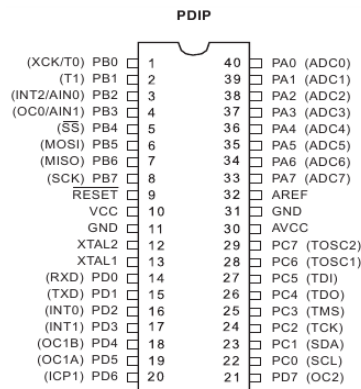 PDIP
(XCK/T0) PB0 1 40 PA0 (ADC0)
(T1) PB1 2 39 PA1 (ADC1)
(INT2/AIN0) PB2 3 38 PA2 (ADC2)
(OC0/AIN1) PB3 4 37 PA3 (ADC3)
(SS) PB4 5 36 PA4 (ADC4)
(MOSI) PB5 6 35 PA5 (ADC5)
(MISO) PB6 7 34 PA6 (ADC6)
(SCK) PB7 8 33 PA7 (ADC7)
RESET 9 32 AREF
VCC 10 31 GND
GND 11 30 AVCC
XTAL2 12 29 PC7 (TOSC2)
XTAL1 13 28 PC6 (TOSC1)
(RXD) PD0 14 27 PC5 (TDI)
(TXD) PD1 15 26 PC4 (TDO)
(INT0) PD2 16 25 PC3 (TMS)
(INT1) PD3 17 24 PC2 (TCK)
(OC1B) PD4 18 23 PC1 (SDA)
(OC1A) PD5 19 22 PC0 (SCL)
(ICP1) PD6 20 21 PD7 (OC2)